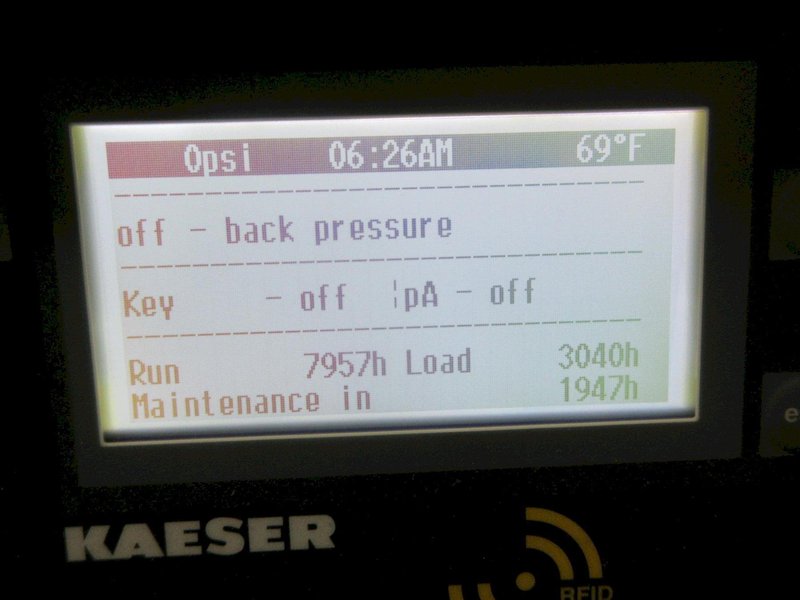 0psi 06:26AM 69°F
off - back pressure
Key - off ¦pA - off
Run 7957h Load 3040h
Maintenance in 1947h
e
KAESER
RFID